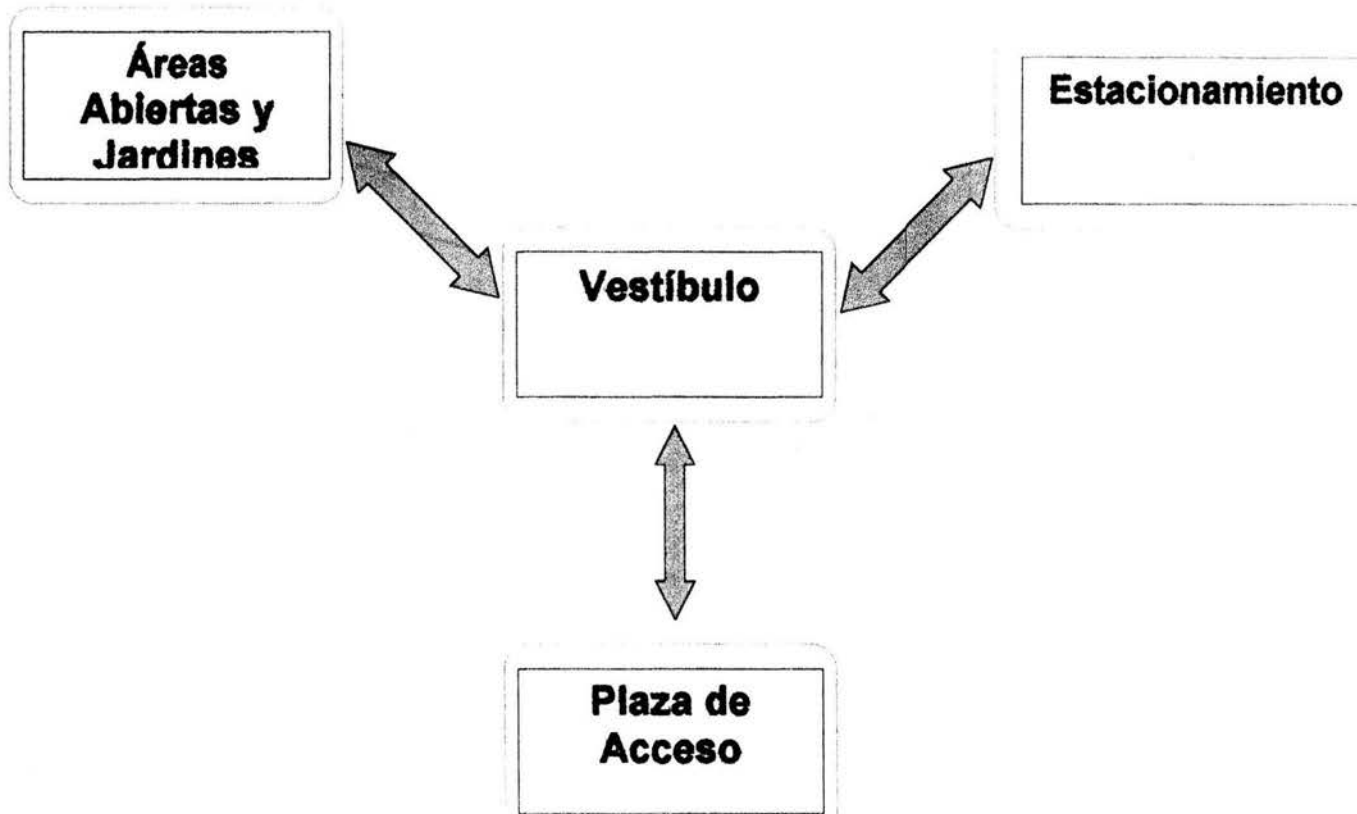 Áreas
Abiertas y
Jardines
Estacionamiento
Vestíbulo
Plaza de
Acceso